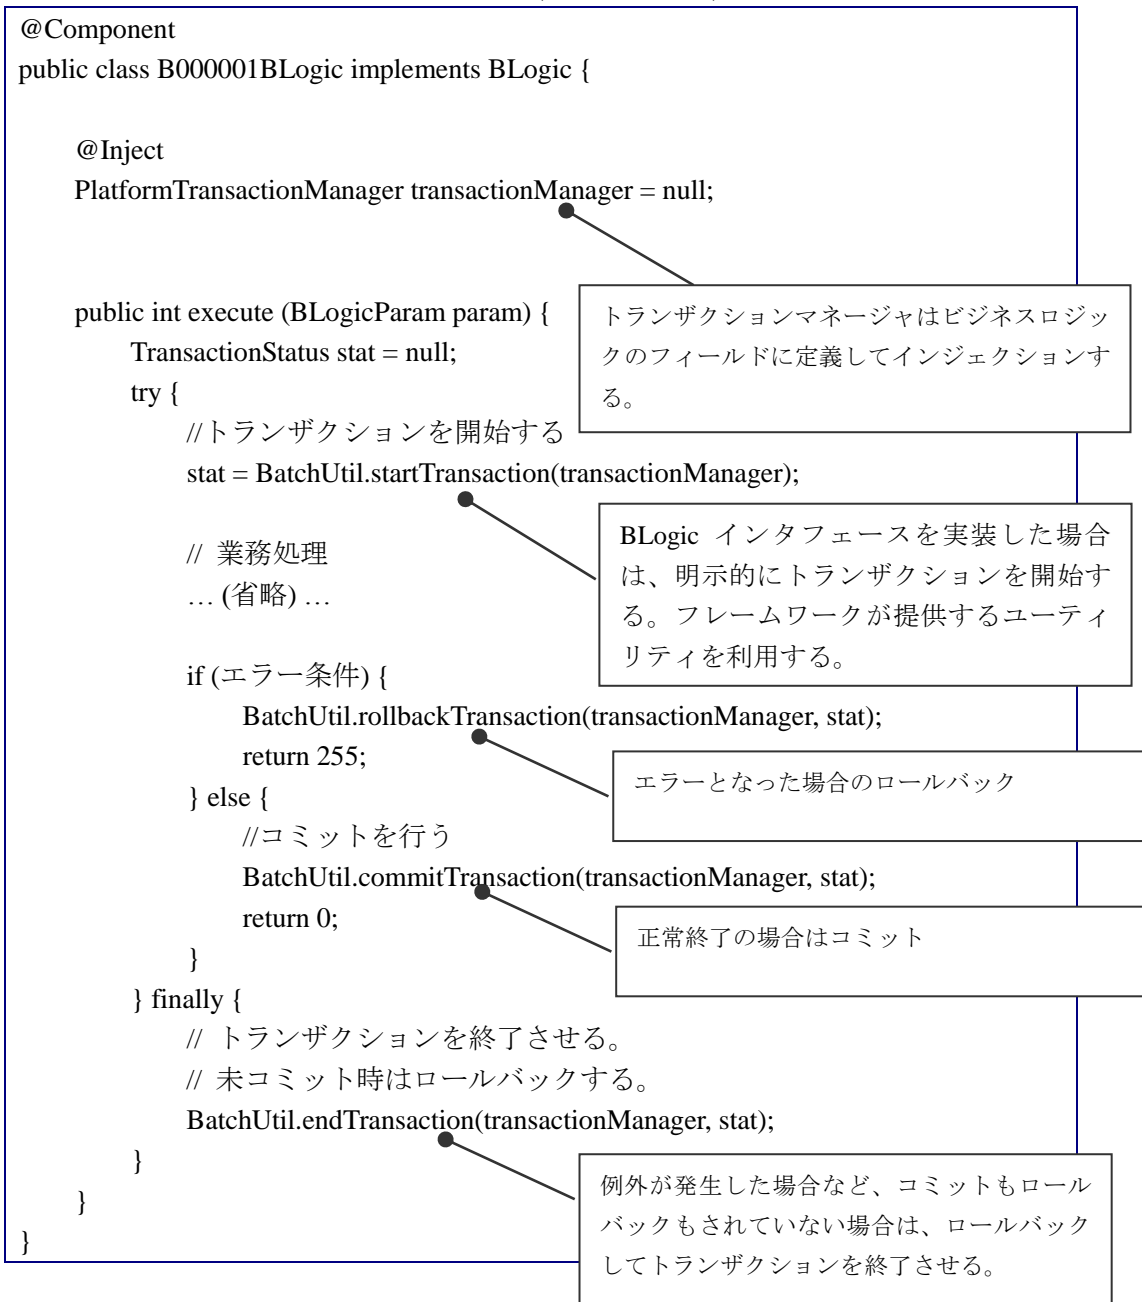 @Component
public class B000001BLogic implements BLogic {
@Inject
PlatformTransactionManager transactionManager = null;
public int execute (BLogicParam param) {
TransactionStatus stat = null;
try {
//トランザクションを開始する
stat = BatchUtil.startTransaction(transactionManager);
// 業務処理
… (省略) …
if (エラー条件) {
BatchUtil.rollbackTransaction(transactionManager, stat);
return 255;
} else {
//コミットを行う
BatchUtil.commitTransaction(transactionManager, stat);
return 0;
}
} finally {
// トランザクションを終了させる。
// 未コミット時はロールバックする。
BatchUtil.endTransaction(transactionManager, stat);
}
}
}
トランザクションマネージャはビジネスロジッ
クのフィールドに定義してインジェクションす
る。
BLogic インタフェースを実装した場合
は、明示的にトランザクションを開始す
る。フレームワークが提供するユーティ
リティを利用する。
エラーとなった場合のロールバック
正常終了の場合はコミット
例外が発生した場合など、コミットもロール
バックもされていない場合は、ロールバック
してトランザクションを終了させる。